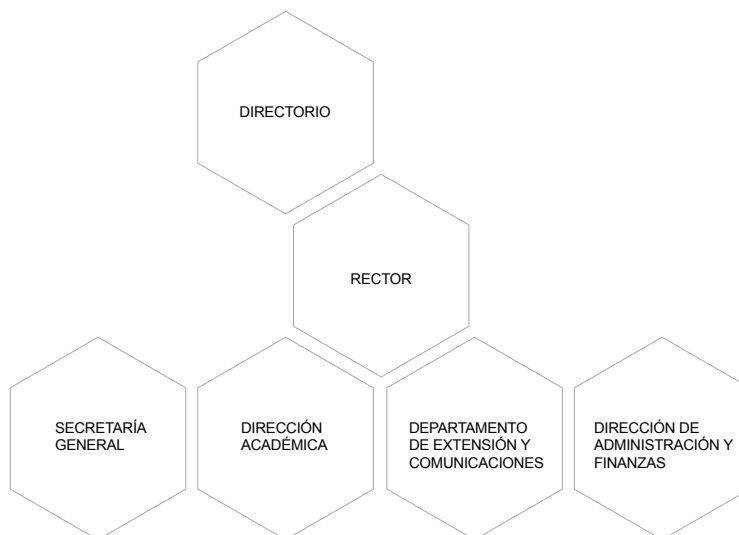 DIRECTORIO
RECTOR
SECRETARÍA
GENERAL
DIRECCIÓN
ACADÉMICA
DEPARTAMENTO
DE EXTENSIÓN Y
COMUNICACIONES
DIRECCIÓN DE
ADMINISTRACIÓN Y
FINANZAS